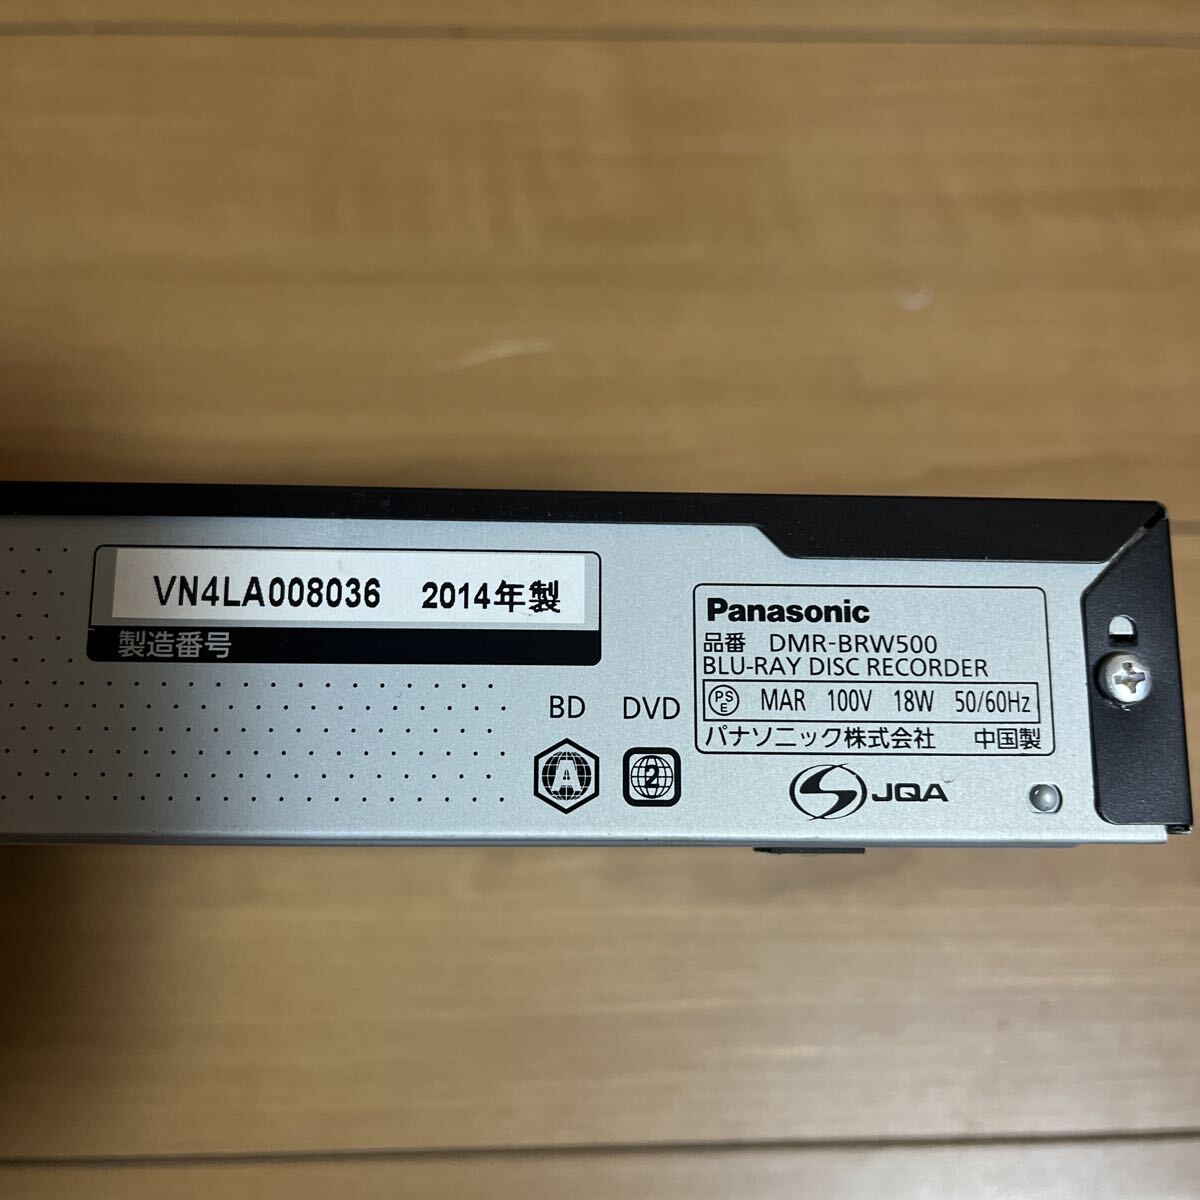 VN4LA008036 2014年製
製造番号
BD DVD
A 2
Panasonic
品番 DMR-BRW500
BLU-RAY DISC RECORDER
PSE MAR 100V 18W 50/60Hz
パナソニック株式会社 中国製
JQA